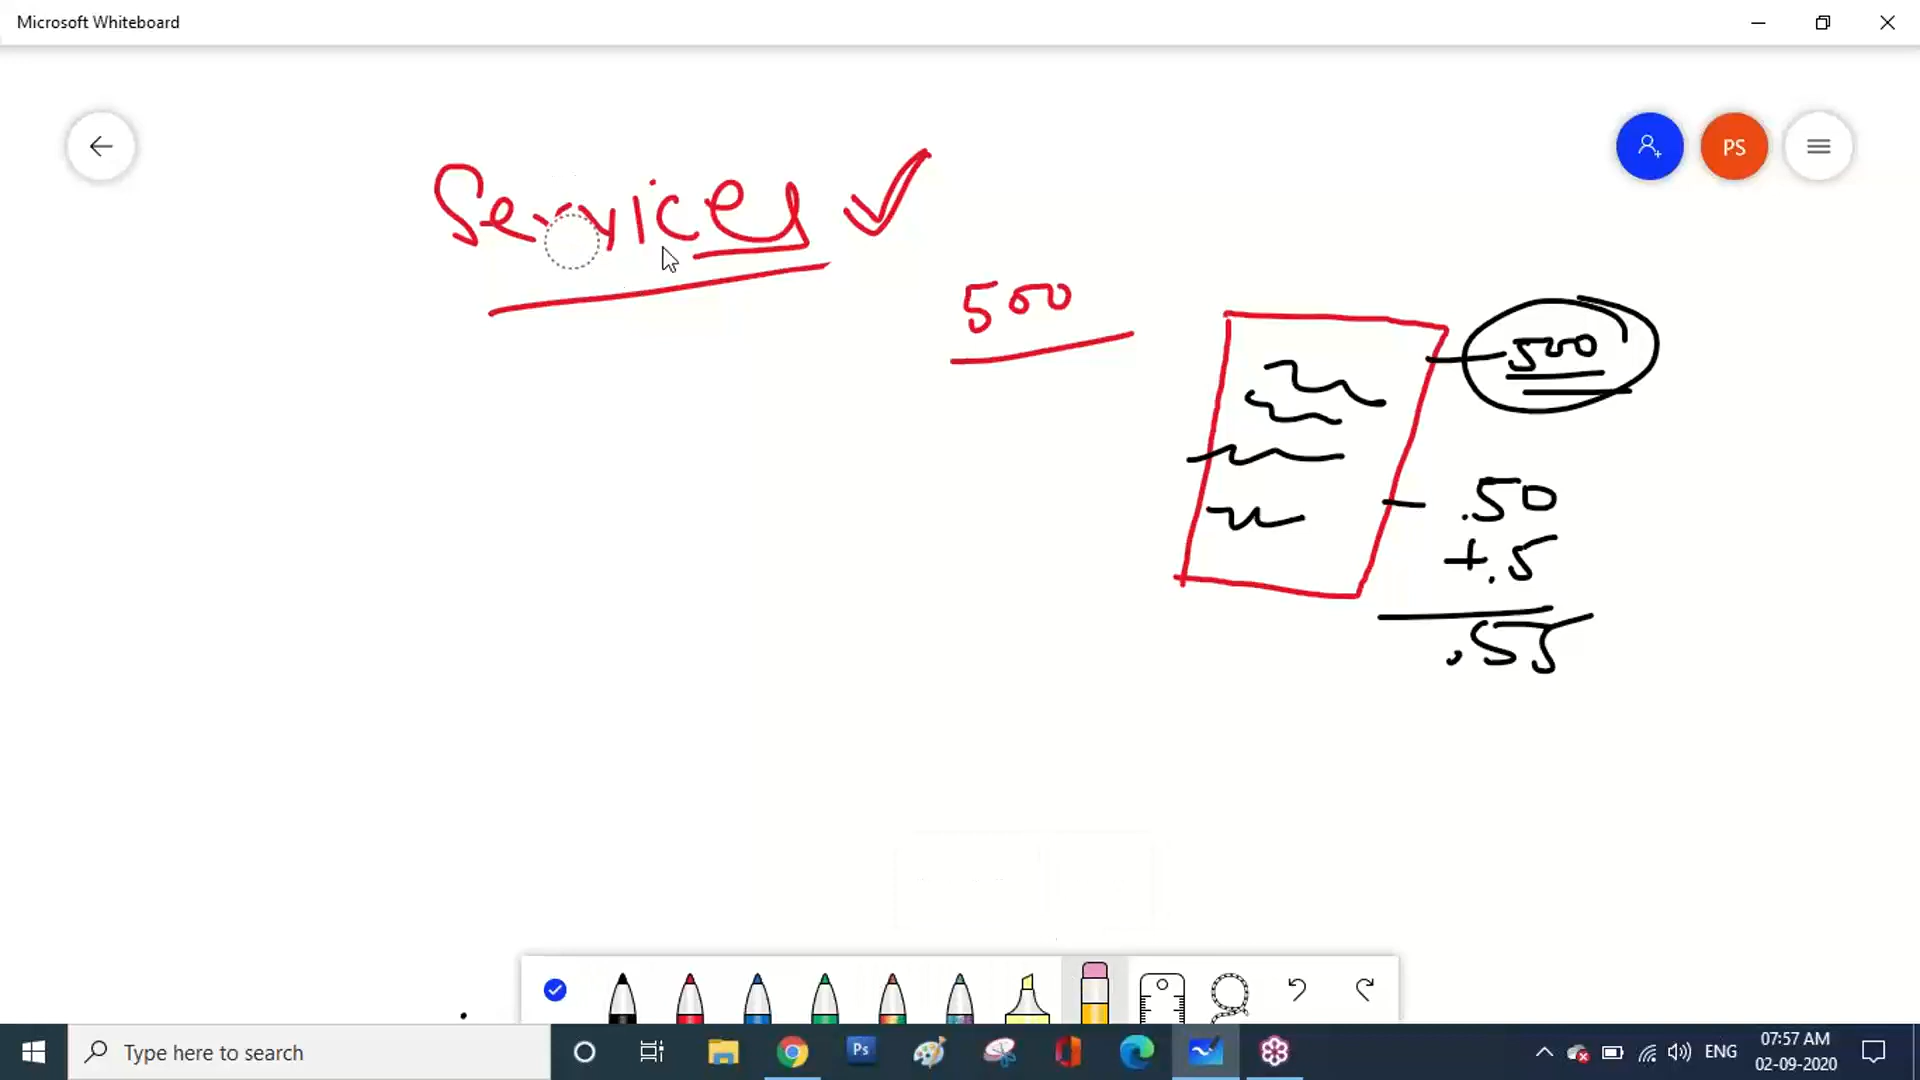 Microsoft Whiteboard
PS
Services
500
500
.50
+.5
.55
Type here to search
Ps
ENG
07:57 AM
02-09-2020